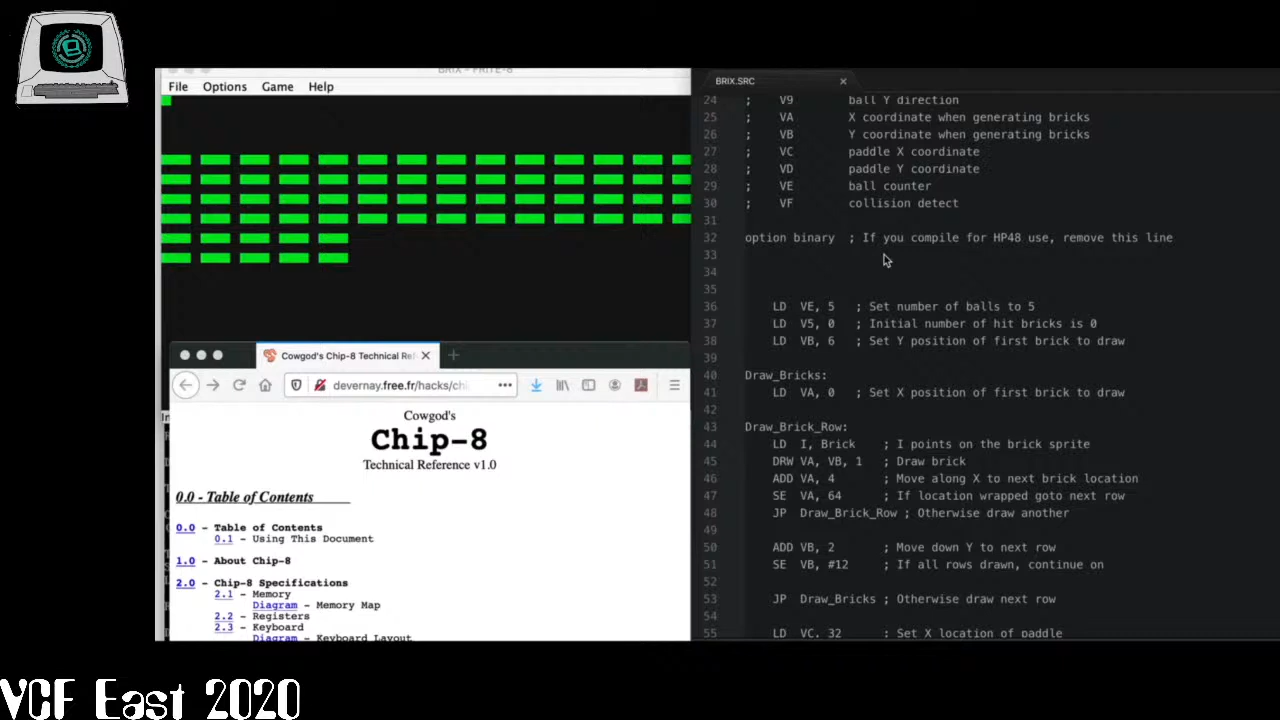 BRIX - FRITE-8
File Options Game Help
BRIX.SRC
24 ; V9 ball Y direction
25 ; VA X coordinate when generating bricks
26 ; VB Y coordinate when generating bricks
27 ; VC paddle X coordinate
28 ; VD paddle Y coordinate
29 ; VE ball counter
30 ; VF collision detect
31
32 option binary ; If you compile for HP48 use, remove this line
33
34
35
36 LD VE, 5 ; Set number of balls to 5
37 LD V5, 0 ; Initial number of hit bricks is 0
38 LD VB, 6 ; Set Y position of first brick to draw
39
40 Draw_Bricks:
41 LD VA, 0 ; Set X position of first brick to draw
42
43 Draw_Brick_Row:
44 LD I, Brick ; I points on the brick sprite
45 DRW VA, VB, 1 ; Draw brick
46 ADD VA, 4 ; Move along X to next brick location
47 SE VA, 64 ; If location wrapped goto next row
48 JP Draw_Brick_Row ; Otherwise draw another
49
50 ADD VB, 2 ; Move down Y to next row
51 SE VB, #12 ; If all rows drawn, continue on
52
53 JP Draw_Bricks ; Otherwise draw next row
54
55 LD VC, 32 ; Set X location of paddle
Cowgod's Chip-8 Technical Ref
devernay.free.fr/hacks/chi
Cowgod's
Chip-8
Technical Reference v1.0
0.0 - Table of Contents
0.0 - Table of Contents
0.1 - Using This Document
1.0 - About Chip-8
2.0 - Chip-8 Specifications
2.1 - Memory
Diagram - Memory Map
2.2 - Registers
2.3 - Keyboard
Diagram - Keyboard Layout
VCF East 2020